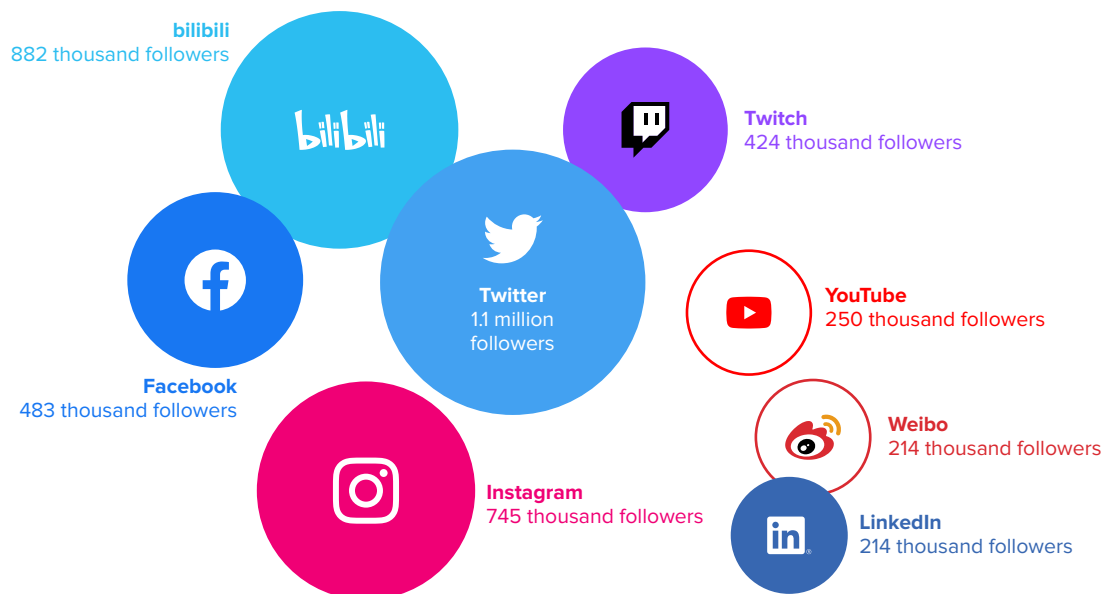 bilibili
882 thousand followers
bilibili
Twitch
424 thousand followers
Twitter
1.1 million
followers
YouTube
250 thousand followers
Facebook
483 thousand followers
Weibo
214 thousand followers
Instagram
745 thousand followers
in
LinkedIn
214 thousand followers